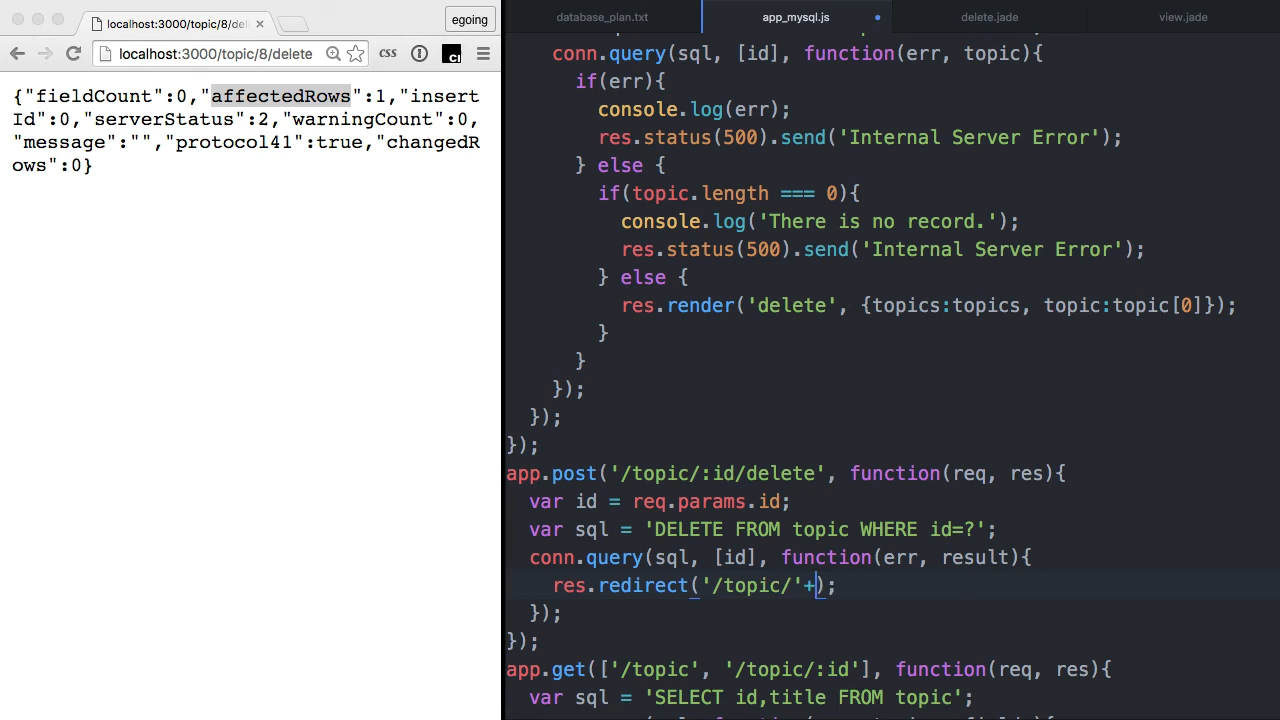 localhost:3000/topic/8/del ×
egoing
localhost:3000/topic/8/delete
css
{"fieldCount":0,"affectedRows":1,"insert
Id":0,"serverStatus":2,"warningCount":0,
"message":"","protocol41":true,"changedR
ows":0}
database_plan.txt
app_mysql.js
delete.jade
view.jade
conn.query(sql, [id], function(err, topic){
if(err){
console.log(err);
res.status(500).send('Internal Server Error');
} else {
if(topic.length === 0){
console.log('There is no record.');
res.status(500).send('Internal Server Error');
} else {
res.render('delete', {topics:topics, topic:topic[0]});
}
}
});
});
});
app.post('/topic/:id/delete', function(req, res){
var id = req.params.id;
var sql = 'DELETE FROM topic WHERE id=?';
conn.query(sql, [id], function(err, result){
res.redirect('/topic/'+);
});
});
app.get(['/topic', '/topic/:id'], function(req, res){
var sql = 'SELECT id,title FROM topic';